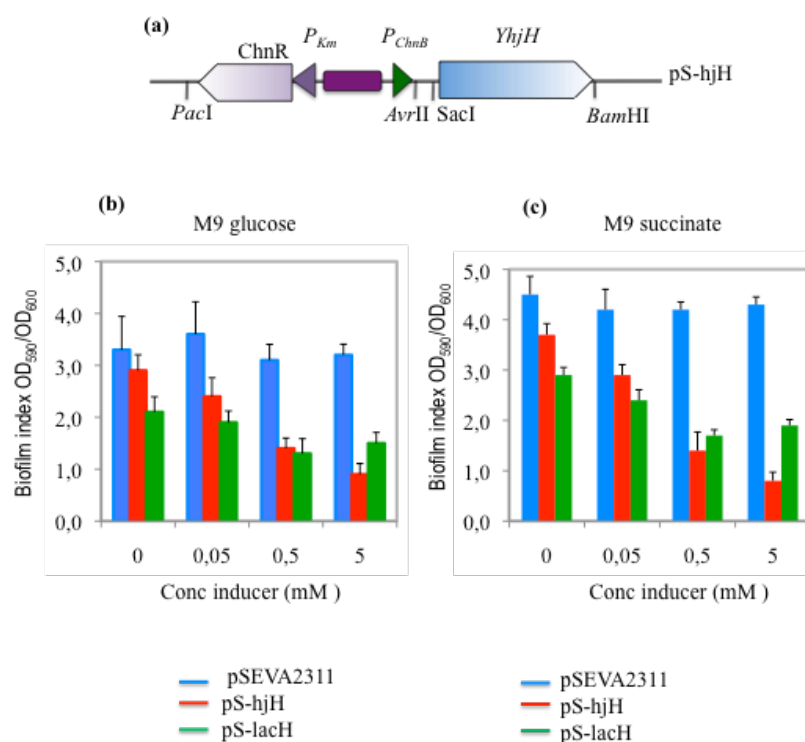 (a)
ChnR P_Km P_ChnB YhjH
pS-hjH
PacI AvrII SacI BamHI
(b)
M9 glucose
Biofilm index OD590/OD600
5,0
4,0
3,0
2,0
1,0
0,0
0 0,05 0,5 5
Conc inducer (mM )
pSEVA2311
pS-hjH
pS-lacH
(c)
M9 succinate
Biofilm index OD590/OD600
5,0
4,0
3,0
2,0
1,0
0,0
0 0,05 0,5 5
Conc inducer (mM )
pSEVA2311
pS-hjH
pS-lacH